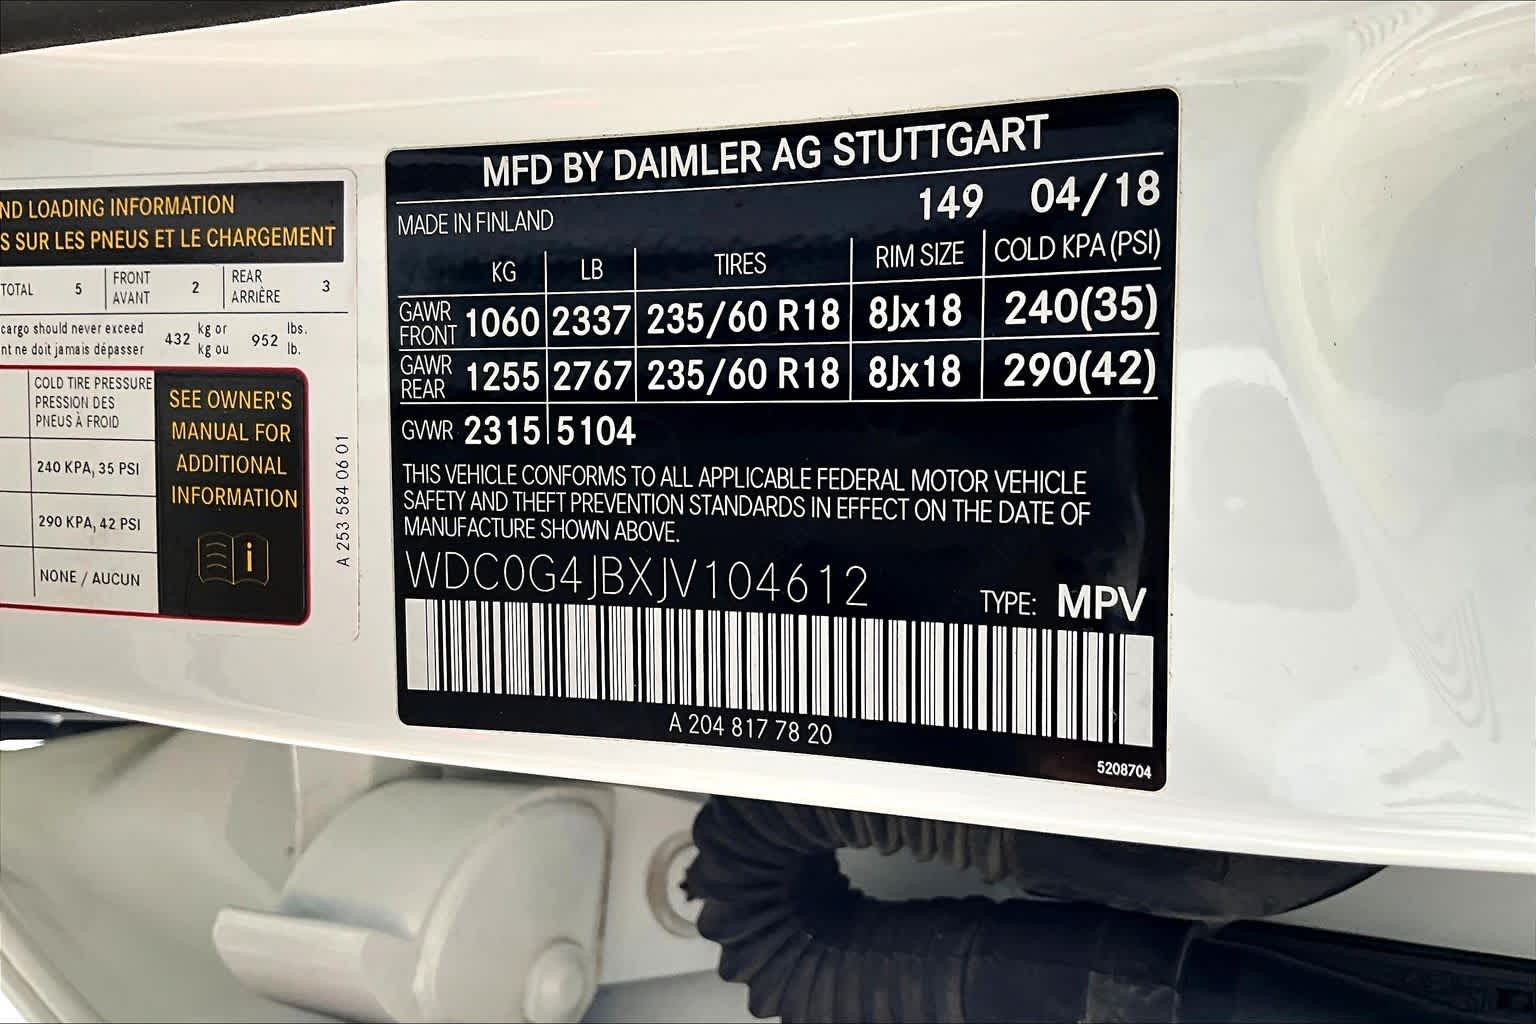 ND LOADING INFORMATION
S SUR LES PNEUS ET LE CHARGEMENT
TOTAL 5 FRONT AVANT 2 REAR ARRIÈRE 3
cargo should never exceed 432 kg or 952 lbs.
nt ne doit jamais dépasser kg ou lb.
COLD TIRE PRESSURE
PRESSION DES
PNEUS À FROID
240 KPA, 35 PSI
290 KPA, 42 PSI
NONE / AUCUN
SEE OWNER'S
MANUAL FOR
ADDITIONAL
INFORMATION
i
A 253 584 06 01
MFD BY DAIMLER AG STUTTGART
MADE IN FINLAND 149 04/18
KG LB TIRES RIM SIZE COLD KPA (PSI)
GAWR FRONT 1060 2337 235/60 R18 8Jx18 240(35)
GAWR REAR 1255 2767 235/60 R18 8Jx18 290(42)
GVWR 2315 5104
THIS VEHICLE CONFORMS TO ALL APPLICABLE FEDERAL MOTOR VEHICLE
SAFETY AND THEFT PREVENTION STANDARDS IN EFFECT ON THE DATE OF
MANUFACTURE SHOWN ABOVE.
WDC0G4JBXJV104612
TYPE: MPV
A 204 817 78 20
5208704